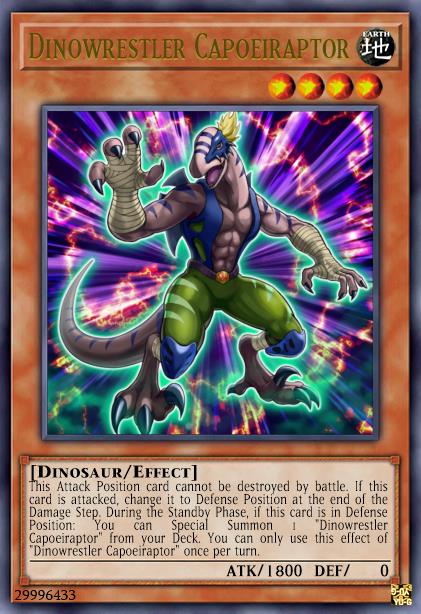 Dinowrestler Capoeiraptor
EARTH
地
[Dinosaur/Effect]
This Attack Position card cannot be destroyed by battle. If this
card is attacked, change it to Defense Position at the end of the
Damage Step. During the Standby Phase, if this card is in Defense
Position: You can Special Summon 1 "Dinowrestler
Capoeiraptor" from your Deck. You can only use this effect of
"Dinowrestler Capoeiraptor" once per turn.
ATK/1800 DEF/ 0
29996433